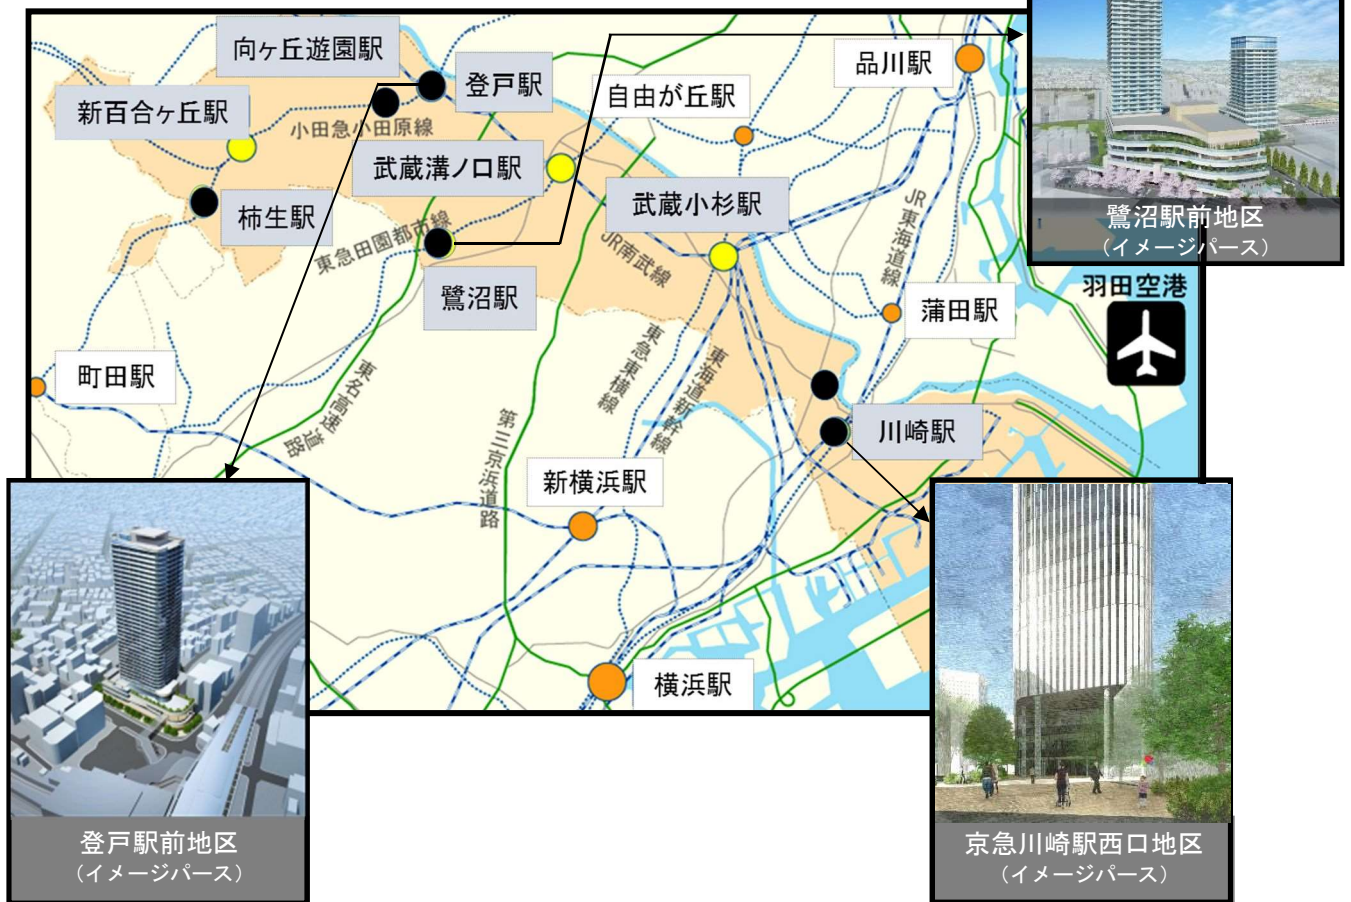 向ヶ丘遊園駅
登戸駅
品川駅
自由が丘駅
新百合ヶ丘駅
小田急小田原線
武蔵溝ノ口駅
武蔵小杉駅
柿生駅
東急田園都市線
JR南武線
JR東海道線
鷺沼駅前地区
(イメージパース)
羽田空港
鷺沼駅
蒲田駅
町田駅
東名高速道路
東急東横線
東海道新幹線
川崎駅
第三京浜道路
新横浜駅
横浜駅
登戸駅前地区
(イメージパース)
京急川崎駅西口地区
(イメージパース)